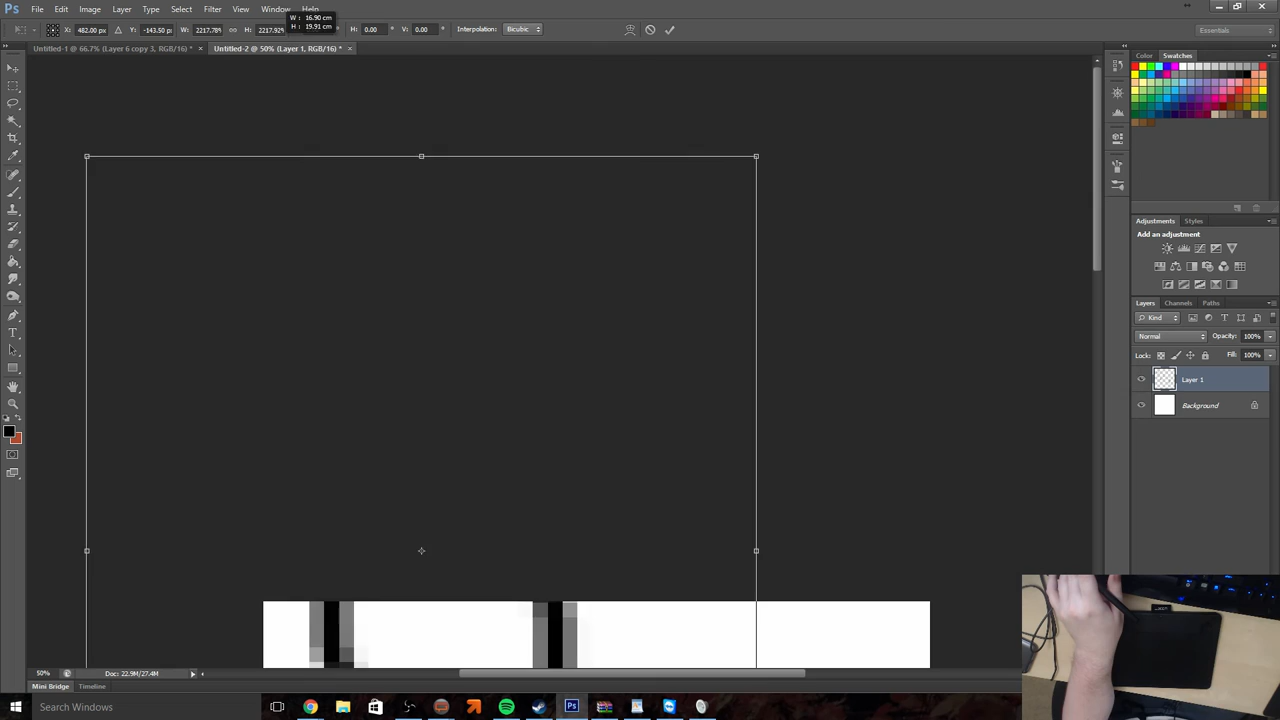 Ps File Edit Image Layer Type Select Filter View Window Help
W: 16.90 cm
H: 19.91 cm
X: 482.00 px Y: -143.50 px W: 2217.78% H: 2217.92% H: 0.00 ° V: 0.00 ° Interpolation: Bicubic Essentials
Untitled-1 @ 66.7% (Layer 6 copy 3, RGB/16) * × Untitled-2 @ 50% (Layer 1, RGB/16) * ×
Color Swatches
Adjustments Styles
Add an adjustment
Layers Channels Paths
Kind
Normal Opacity: 100%
Lock: Fill: 100%
Layer 1
Background
50% Doc: 22.9M/27.4M
Mini Bridge Timeline
Search Windows Ps